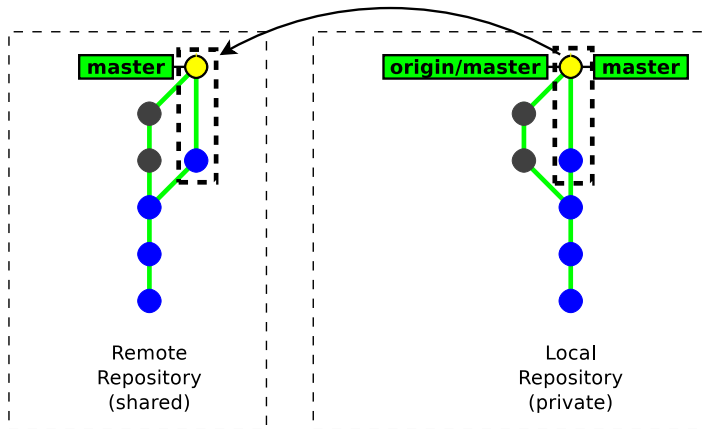 master
origin/master
master
Remote
Repository
(shared)
Local
Repository
(private)